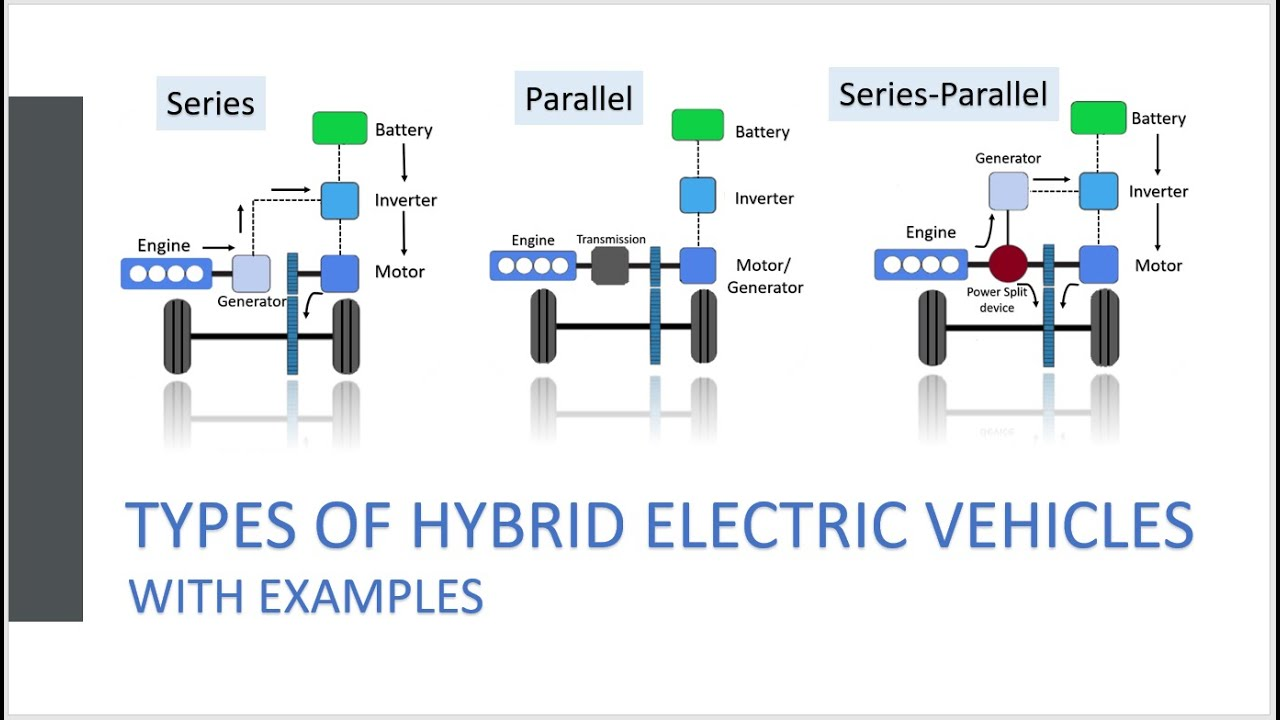 Series
Battery
Inverter
Engine
Motor
Generator
Parallel
Battery
Inverter
Engine
Transmission
Motor/
Generator
Series-Parallel
Battery
Generator
Inverter
Engine
Motor
Power Split
device
TYPES OF HYBRID ELECTRIC VEHICLES
WITH EXAMPLES